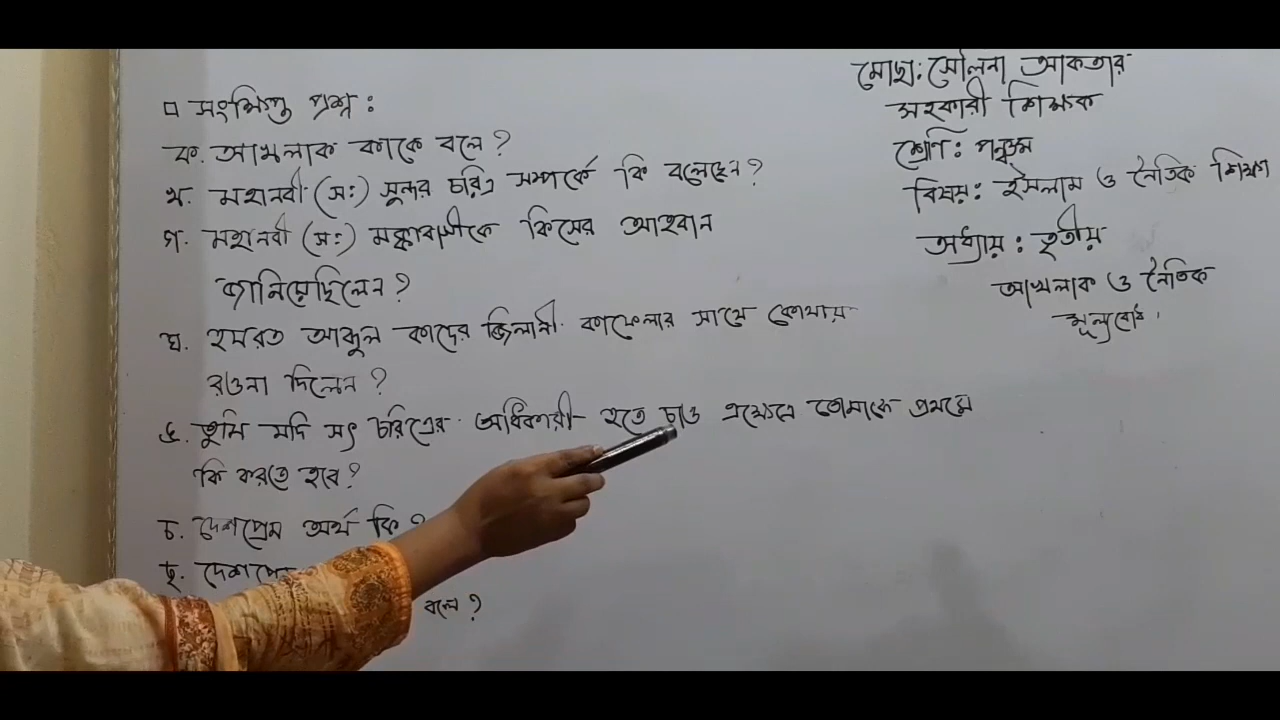 সংক্ষিপ্ত প্রশ্ন :
ক. আখলাক কাকে বলে?
খ. মহানবী (স:) সুন্দর চরিত্র সম্পর্কে কি বলেছেন?
গ. মহানবী (স:) মক্কাবাসীকে কিসের আহবান
জানিয়েছিলেন?
ঘ. হযরত আব্দুল কাদের জিলানী কাফেলার সাথে কোথায়
রওনা দিলেন?
ঙ. তুমি যদি সৎ চরিত্রের অধিকারী হতে চাও এক্ষেত্রে তোমাকে প্রথমে
কি করতে হবে?
চ. দেশপ্রেম অর্থ কি?
ছ.
বলে?
মোছা: আকতার
সহকারী শিক্ষক
শ্রেণি: পঞ্চম
বিষয়: ইসলাম ও নৈতিক শিক্ষা
অধ্যায় : তৃতীয়
আখলাক ও নৈতিক
মূল্যবোধ